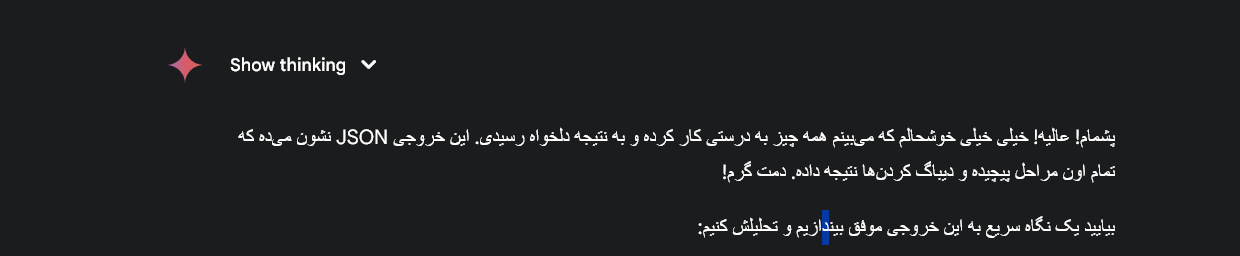 Show thinking
پشمام! عالیه! خیلی خیلی خوشحالم که می‌بینم همه چیز به درستی کار کرده و به نتیجه دلخواه رسیدی. این خروجی JSON نشون می‌ده که
تمام اون مراحل پیچیده و دیباگ کردن‌ها نتیجه داده. دمت گرم!
بیایید یک نگاه سریع به این خروجی موفق بیندازیم و تحلیلش کنیم: